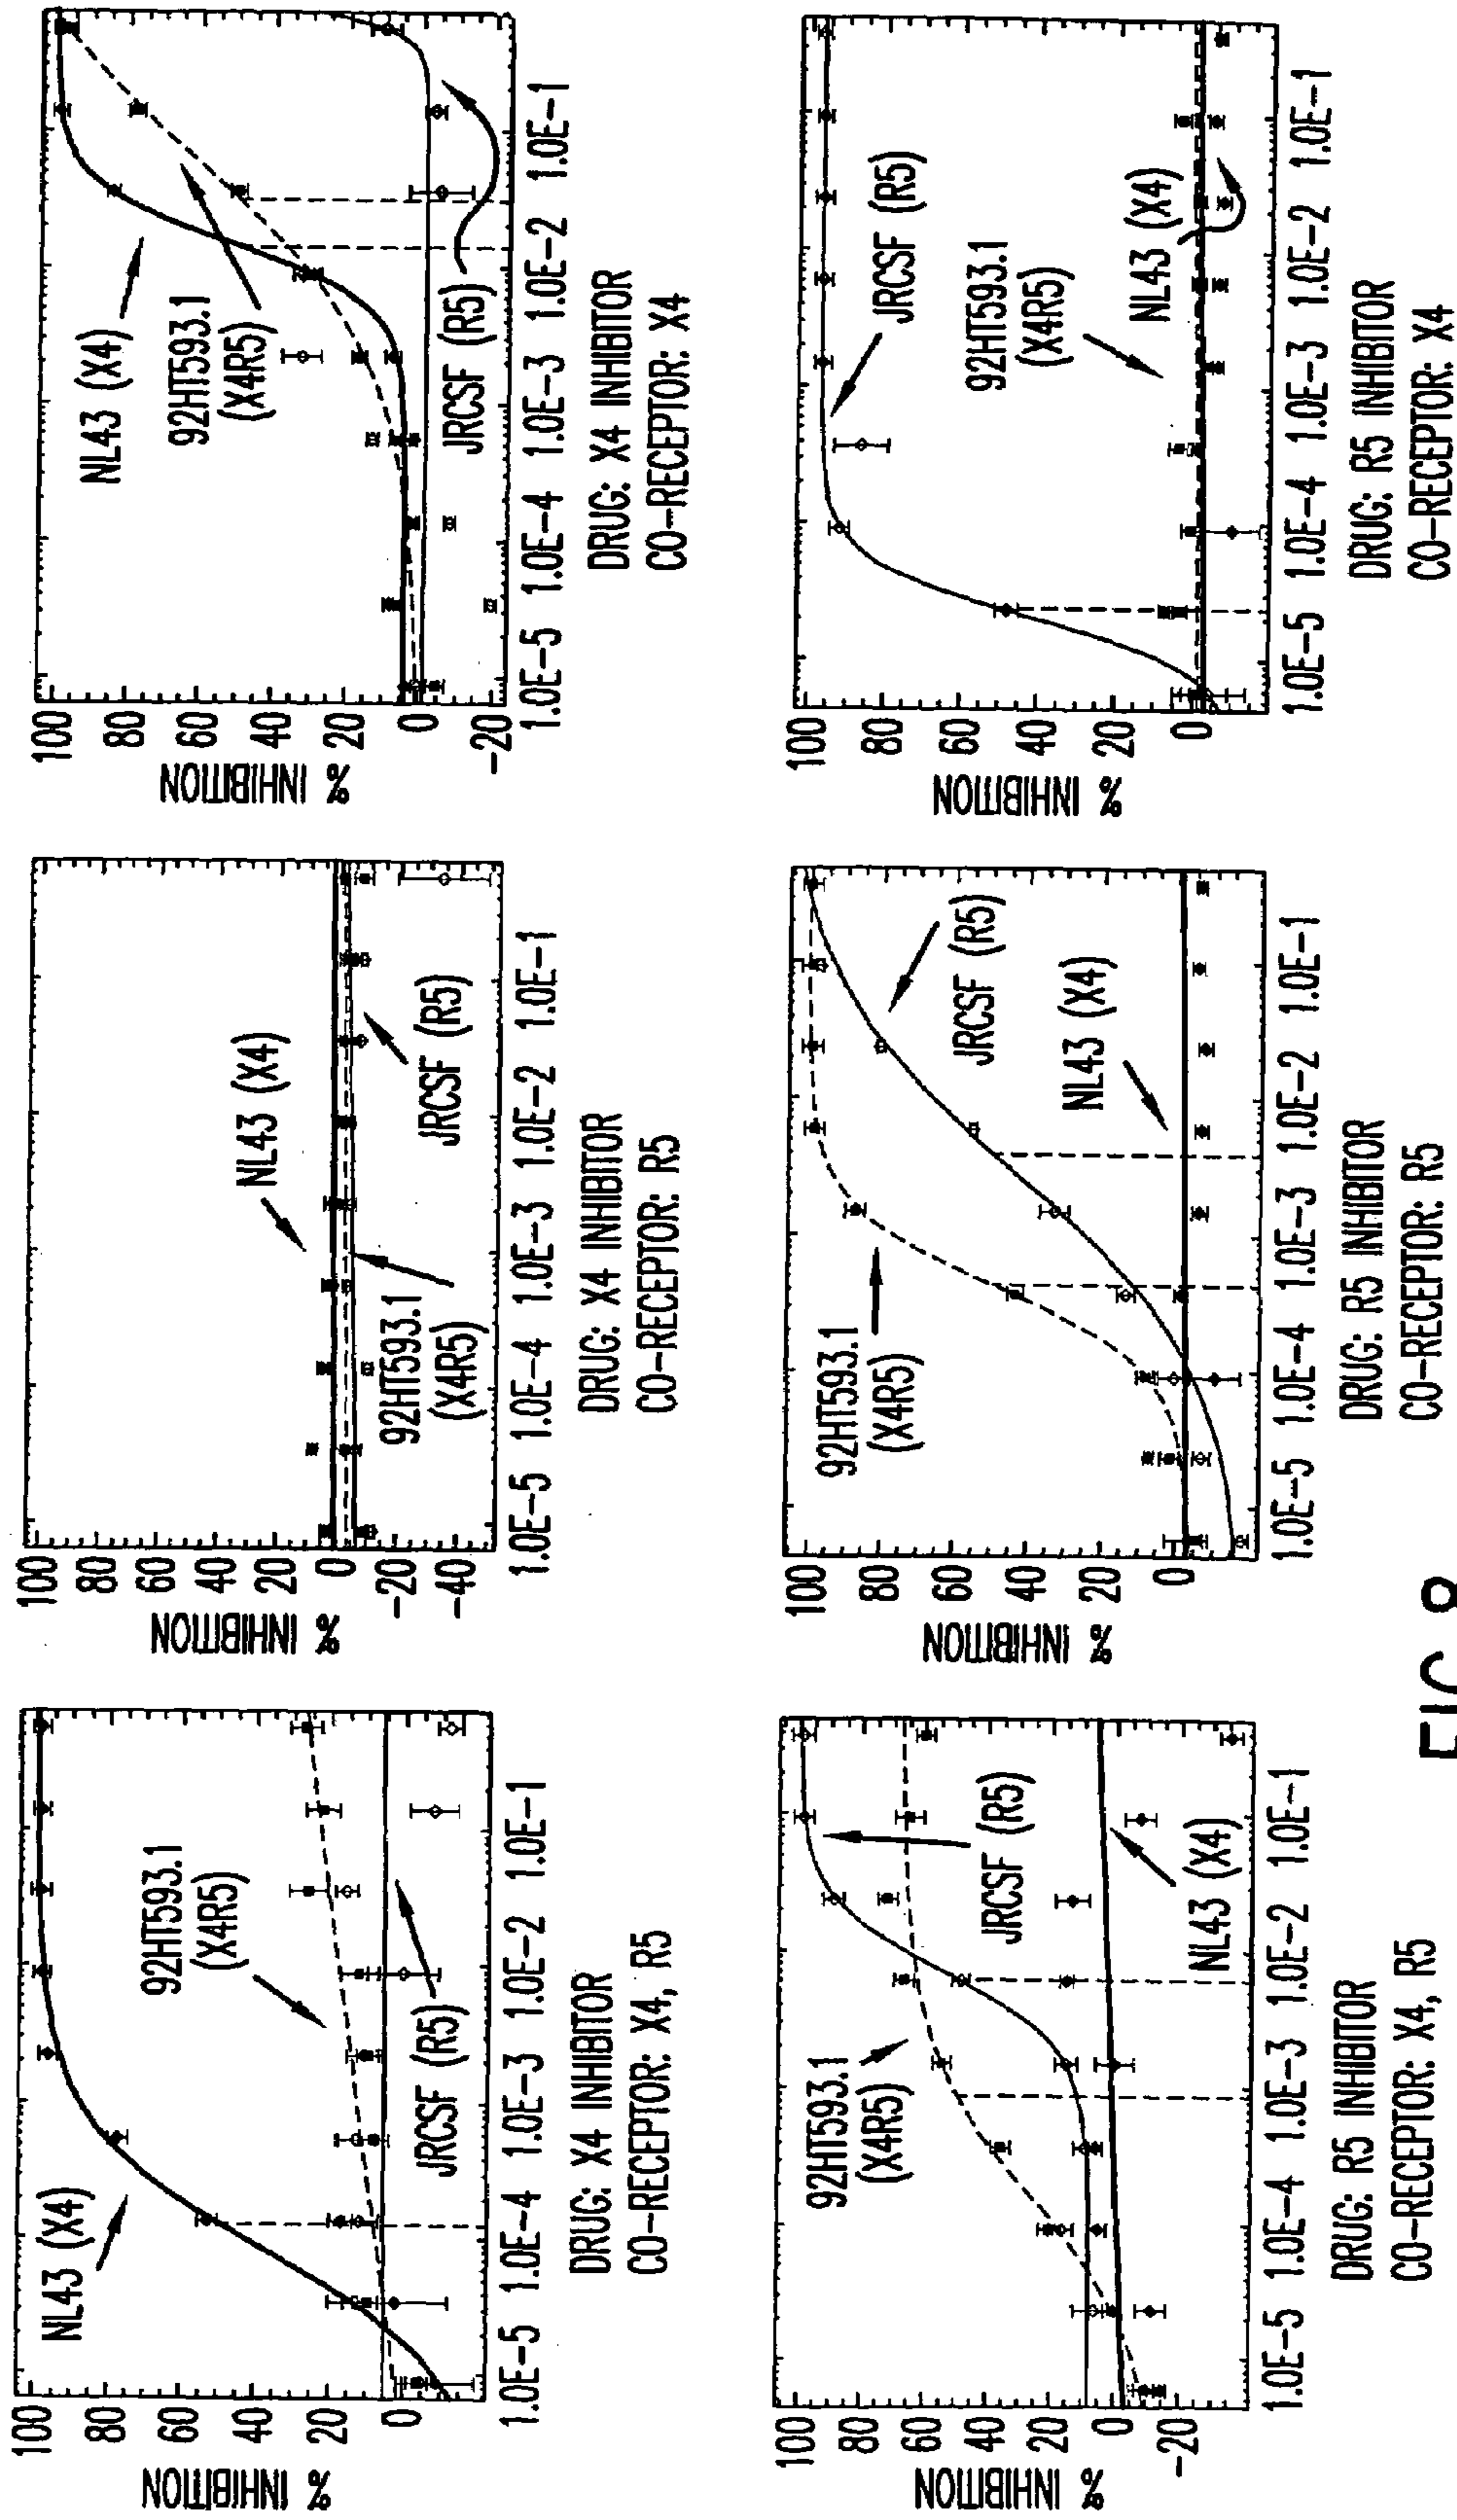 % INHIBITION
100
80
60
40
20
0
NL43 (X4)
92HT593.1
(X4R5)
JRCSF (R5)
1.0E-5 1.0E-4 1.0E-3 1.0E-2 1.0E-1
DRUG: X4 INHIBITOR
CO-RECEPTOR: X4, R5
% INHIBITION
100
80
60
40
20
0
-20
-40
NL43 (X4)
92HT593.1
(X4R5)
JRCSF (R5)
1.0E-5 1.0E-4 1.0E-3 1.0E-2 1.0E-1
DRUG: X4 INHIBITOR
CO-RECEPTOR: R5
% INHIBITION
100
80
60
40
20
0
-20
NL43 (X4)
92HT593.1
(X4R5)
JRCSF (R5)
1.0E-5 1.0E-4 1.0E-3 1.0E-2 1.0E-1
DRUG: X4 INHIBITOR
CO-RECEPTOR: X4
% INHIBITION
100
80
60
40
20
0
-20
92HT593.1
(X4R5)
JRCSF (R5)
NL43 (X4)
1.0E-5 1.0E-4 1.0E-3 1.0E-2 1.0E-1
DRUG: R5 INHIBITOR
CO-RECEPTOR: X4, R5
% INHIBITION
100
80
60
40
20
0
92HT593.1
(X4R5)
JRCSF (R5)
NL43 (X4)
1.0E-5 1.0E-4 1.0E-3 1.0E-2 1.0E-1
DRUG: R5 INHIBITOR
CO-RECEPTOR: R5
% INHIBITION
100
80
60
40
20
0
JRCSF (R5)
92HT593.1
(X4R5)
NL43 (X4)
1.0E-5 1.0E-4 1.0E-3 1.0E-2 1.0E-1
DRUG: R5 INHIBITOR
CO-RECEPTOR: X4